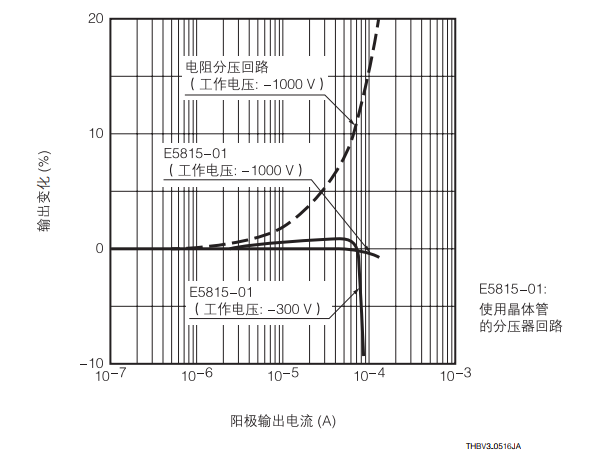 20
电阻分压回路
（工作电压: −1000 V）
10
E5815−01
（工作电压: −1000 V）
输出变化 (%)
0
E5815−01
（工作电压: −300 V）
E5815−01:
使用晶体管
的分压器回路
−10
10−7 10−6 10−5 10−4 10−3
阳极输出电流 (A)
THBV3_0516JA